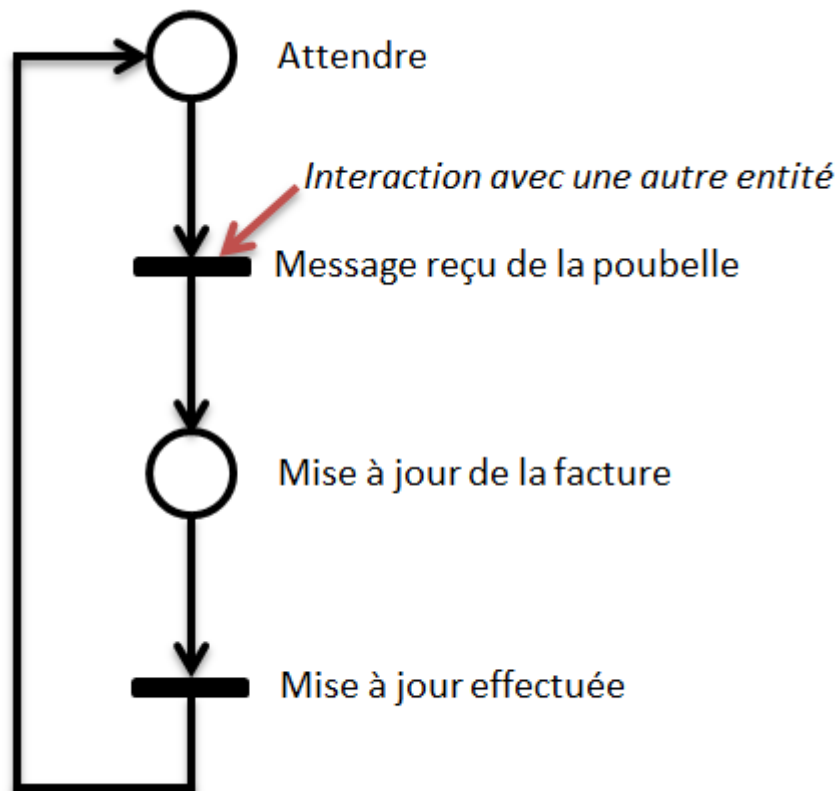 Attendre
Interaction avec une autre entité
Message reçu de la poubelle
Mise à jour de la facture
Mise à jour effectuée